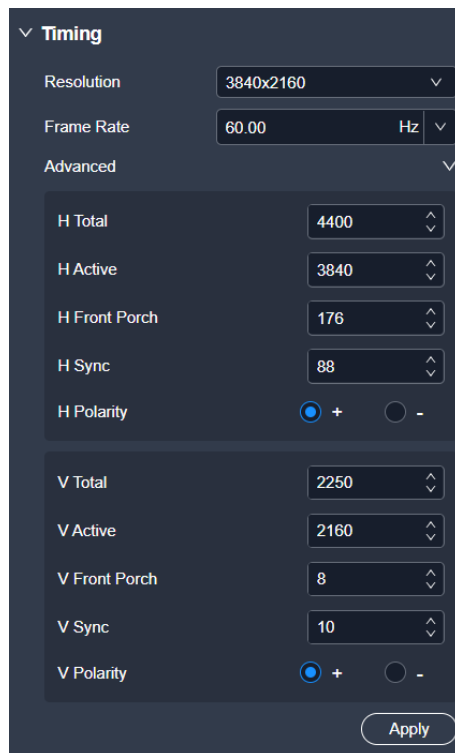 Timing
Resolution 3840x2160
Frame Rate 60.00 Hz
Advanced
H Total 4400
H Active 3840
H Front Porch 176
H Sync 88
H Polarity + -
V Total 2250
V Active 2160
V Front Porch 8
V Sync 10
V Polarity + -
Apply